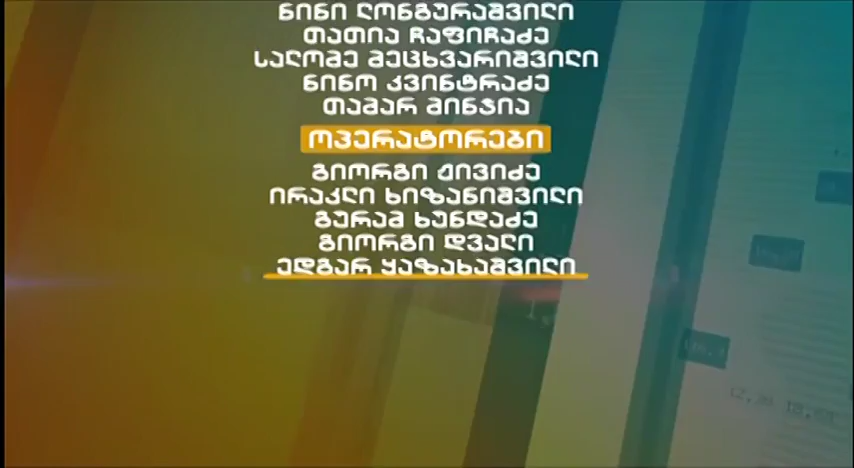 ნინი ლონგურაშვილი
თათია ჩაფიჩაძე
სალომე მეცხვარიშვილი
ნინო კვინტრაძე
თამარ მინჯია
ოპერატორები
გიორგი ჟივიძე
ირაკლი ხიზანიშვილი
გურამ ხუნდაძე
გიორგი დვალი
ედგარ ყაზახაშვილი